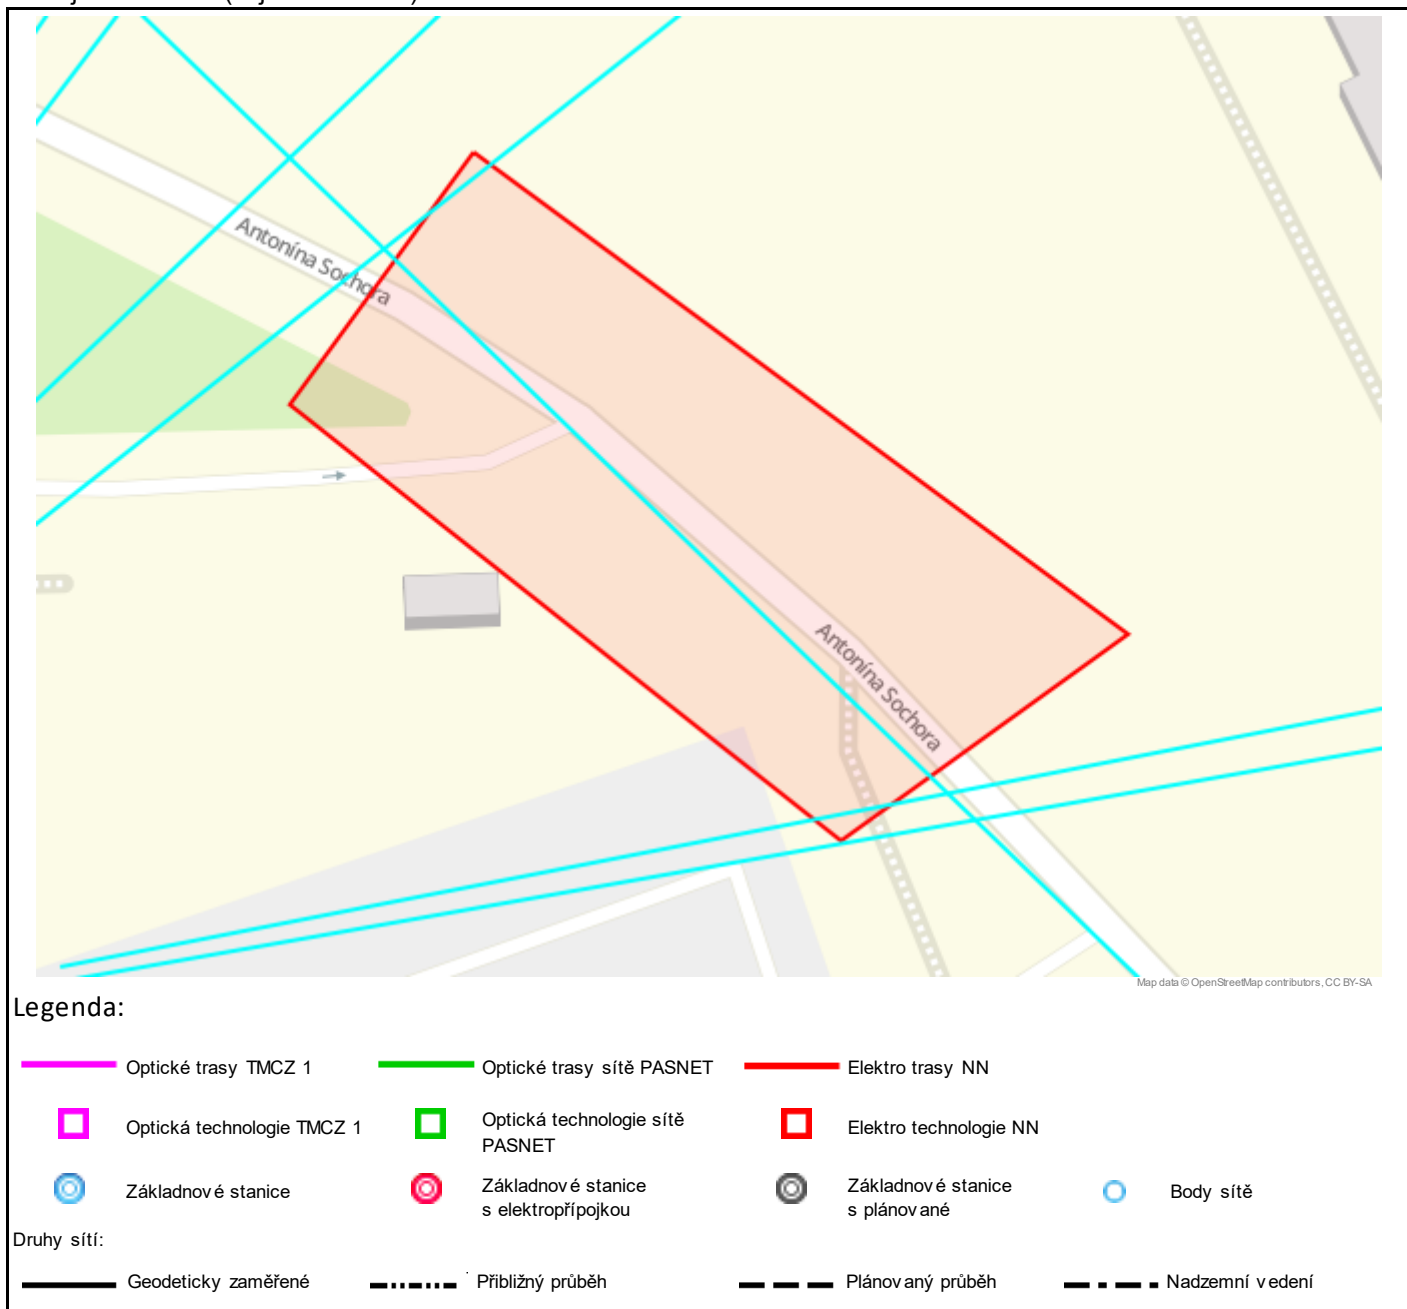 Antonína Sochora
Antonína Sochora
Map data © OpenStreetMap contributors, CC BY-SA
Legenda:
Optické trasy TMCZ 1
Optické trasy sítě PASNET
Elektro trasy NN
Optická technologie TMCZ 1
Optická technologie sítě
PASNET
Elektro technologie NN
Základnové stanice
Základnové stanice
s elektropřípojkou
Základnové stanice
s plánované
Body sítě
Druhy sítí:
Geodeticky zaměřené
Přibližný průběh
Plánovaný průběh
Nadzemní vedení